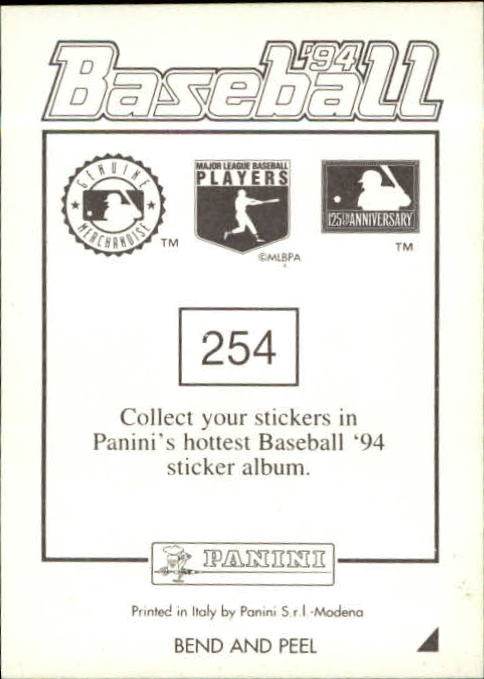 Baseball '94
GENUINE MERCHANDISE
TM
MAJOR LEAGUE BASEBALL
PLAYERS
©MLBPA
125TH ANNIVERSARY
TM
254
Collect your stickers in
Panini's hottest Baseball ‘94
sticker album.
PANINI
Printed in Italy by Panini S.r.l.-Modena
BEND AND PEEL